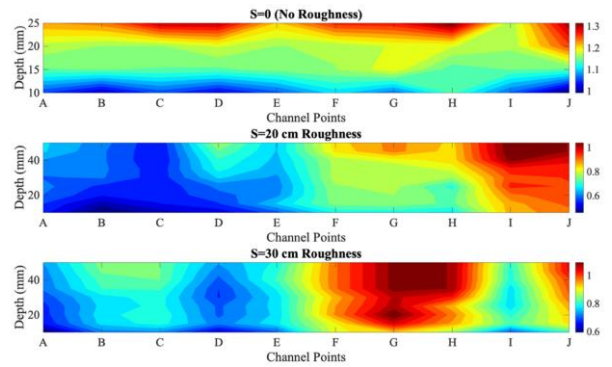 S=0 (No Roughness)
Depth (mm)
25
20
15
10
A B C D E F G H I J
Channel Points
1.3
1.2
1.1
1
S=20 cm Roughness
Depth (mm)
40
20
A B C D E F G H I J
Channel Points
1
0.8
0.6
S=30 cm Roughness
Depth (mm)
40
20
A B C D E F G H I J
Channel Points
1
0.8
0.6